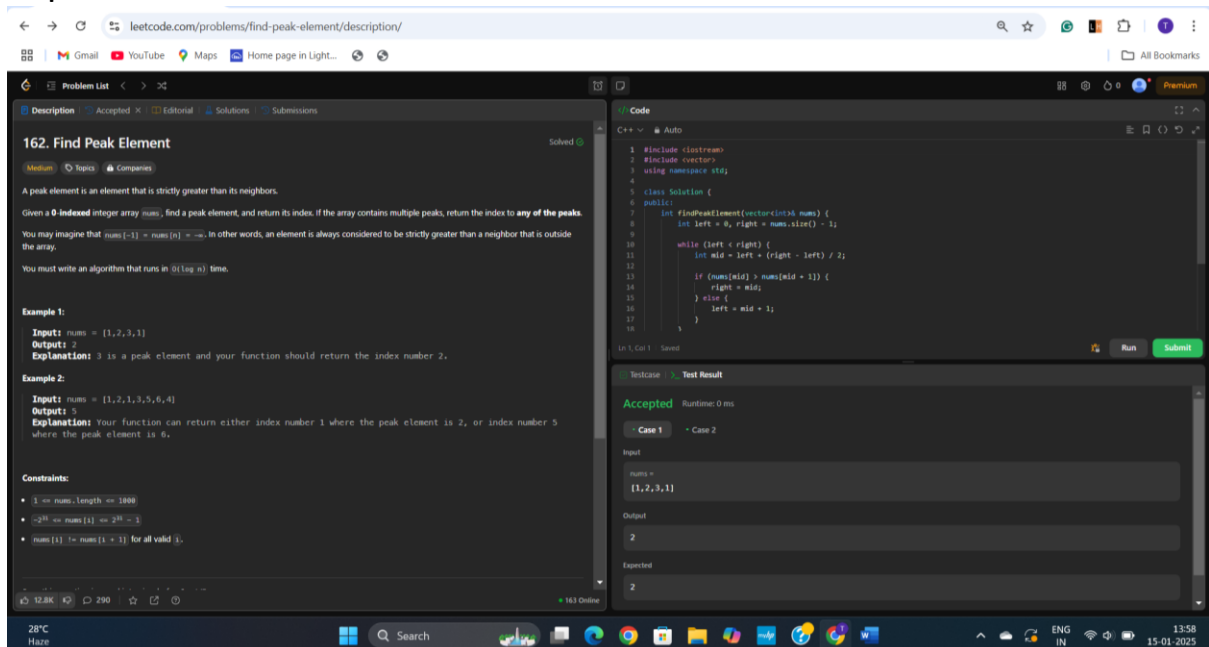 leetcode.com/problems/find-peak-element/description/
Gmail YouTube Maps Home page in Light... All Bookmarks
Problem List Premium
Description Accepted Editorial Solutions Submissions
162. Find Peak Element Solved
Medium Topics Companies
A peak element is an element that is strictly greater than its neighbors.
Given a 0-indexed integer array nums, find a peak element, and return its index. If the array contains multiple peaks, return the index to any of the peaks.
You may imagine that nums[-1] = nums[n] = -∞. In other words, an element is always considered to be strictly greater than a neighbor that is outside
the array.
You must write an algorithm that runs in O(log n) time.
Example 1:
Input: nums = [1,2,3,1]
Output: 2
Explanation: 3 is a peak element and your function should return the index number 2.
Example 2:
Input: nums = [1,2,1,3,5,6,4]
Output: 5
Explanation: Your function can return either index number 1 where the peak element is 2, or index number 5
where the peak element is 6.
Constraints:
1 <= nums.length <= 1000
-2³¹ <= nums[i] <= 2³¹ - 1
nums[i] != nums[i + 1] for all valid i.
12.8K 290 163 Online
Code
C++ Auto
1 #include <iostream>
2 #include <vector>
3 using namespace std;
4
5 class Solution {
6 public:
7 int findPeakElement(vector<int>& nums) {
8 int left = 0, right = nums.size() - 1;
9
10 while (left < right) {
11 int mid = left + (right - left) / 2;
12
13 if (nums[mid] > nums[mid + 1]) {
14 right = mid;
15 } else {
16 left = mid + 1;
17 }
18 }
Ln 1, Col 1 Saved Run Submit
Testcase Test Result
Accepted Runtime: 0 ms
Case 1 Case 2
Input
nums =
[1,2,3,1]
Output
2
Expected
2
28°C
Haze
Search
ENG
IN
13:58
15-01-2025